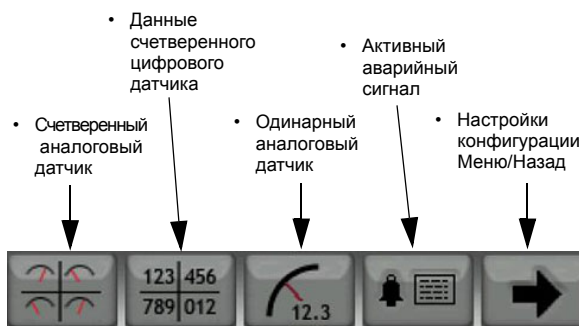 • Данные
счетверенного
цифрового
датчика
• Активный
аварийный
сигнал
• Счетверенный
аналоговый
датчик
• Одинарный
аналоговый
датчик
• Настройки
конфигурации
Меню/Назад
123 456
789 012
12.3